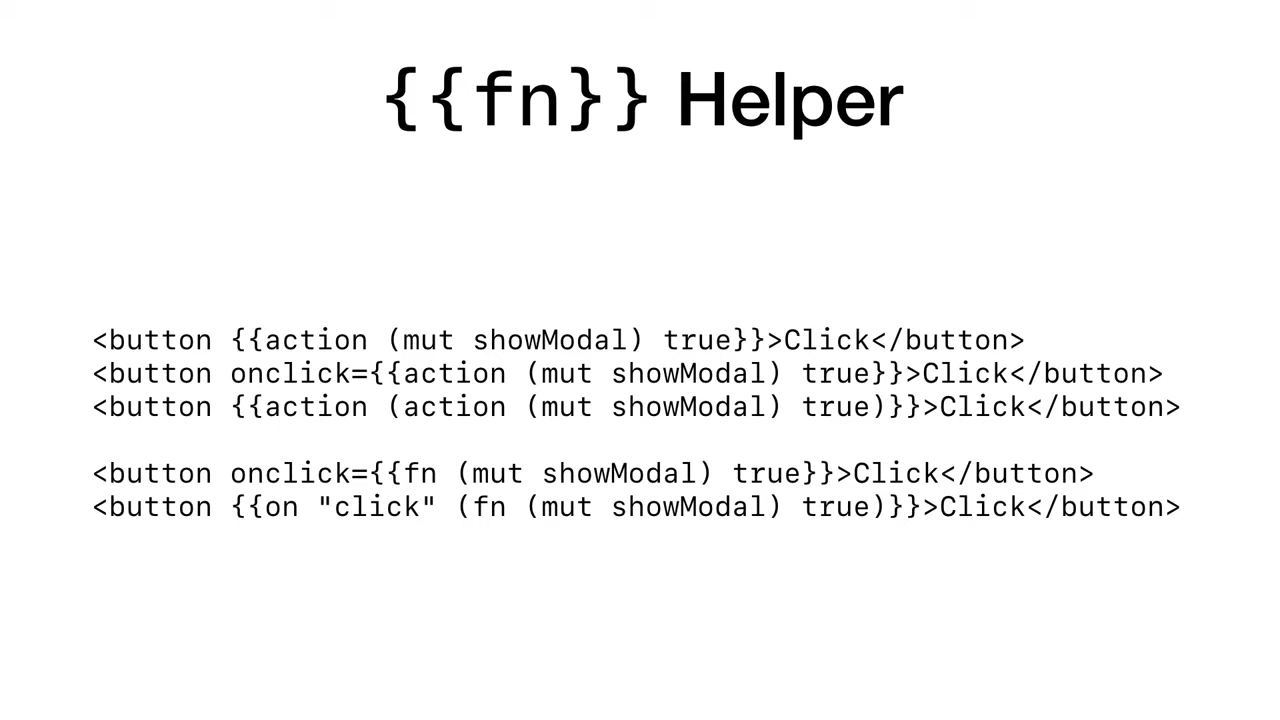 {{fn}} Helper
<button {{action (mut showModal) true}}>Click</button>
<button onclick={{action (mut showModal) true}}>Click</button>
<button {{action (action (mut showModal) true)}}>Click</button>
<button onclick={{fn (mut showModal) true}}>Click</button>
<button {{on "click" (fn (mut showModal) true)}}>Click</button>